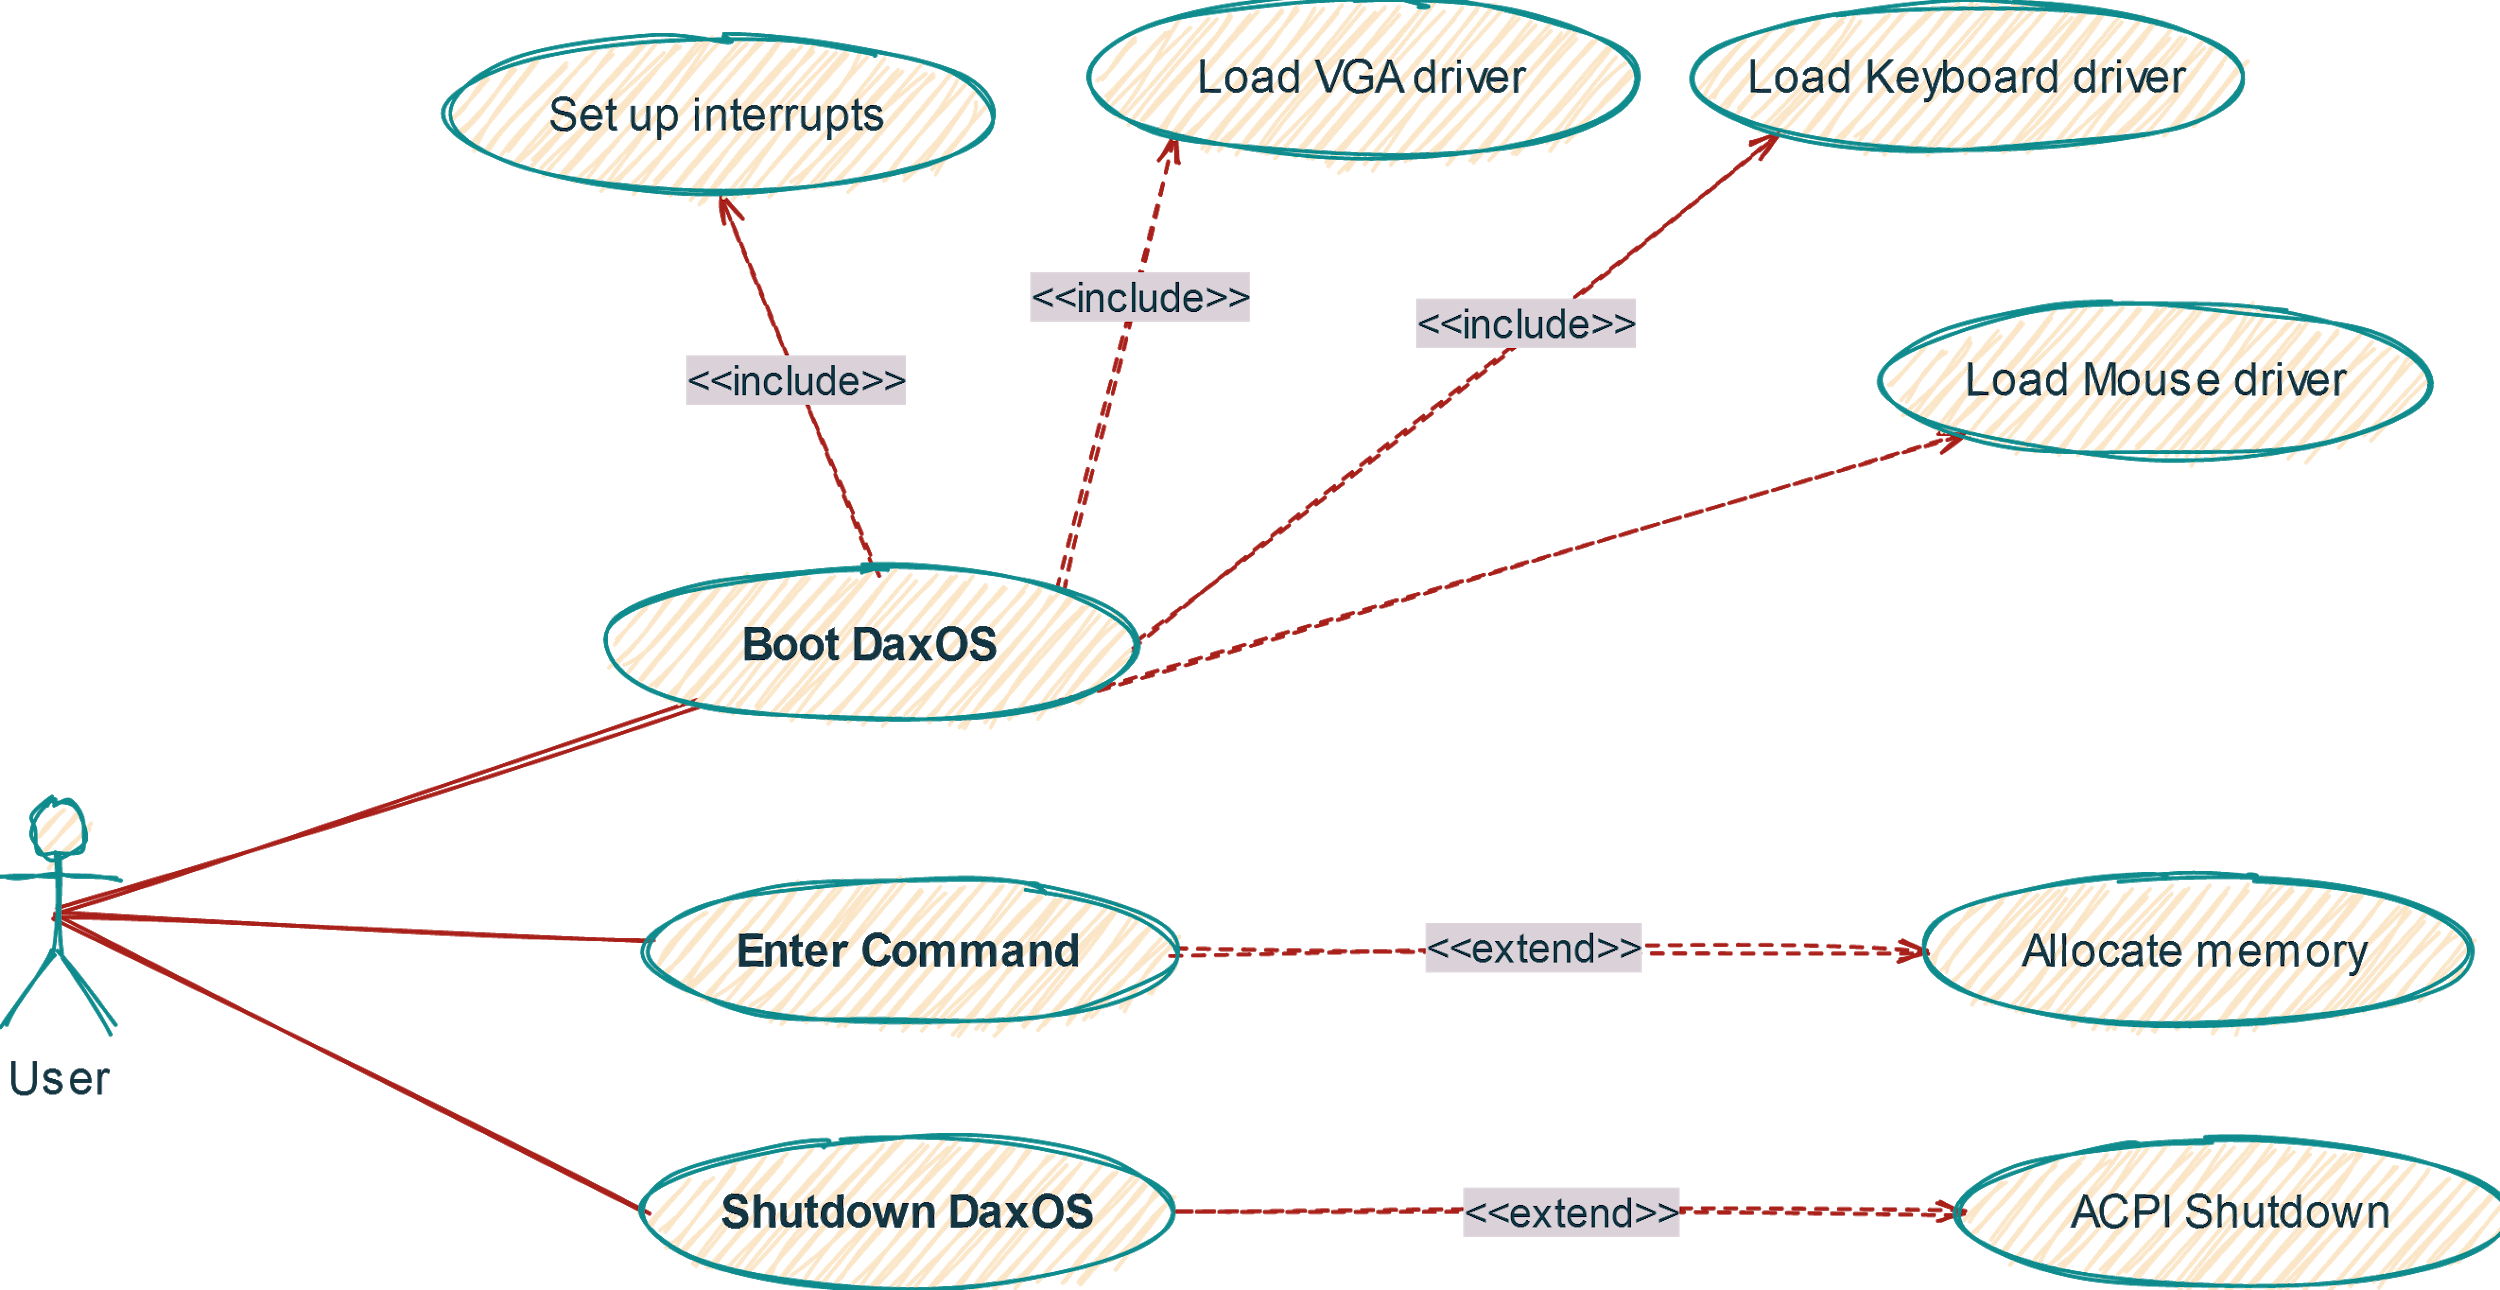 Set up interrupts
Load VGA driver
Load Keyboard driver
<<include>>
<<include>>
<<include>>
Load Mouse driver
Boot DaxOS
Enter Command
<<extend>>
Allocate memory
User
Shutdown DaxOS
<<extend>>
ACPI Shutdown